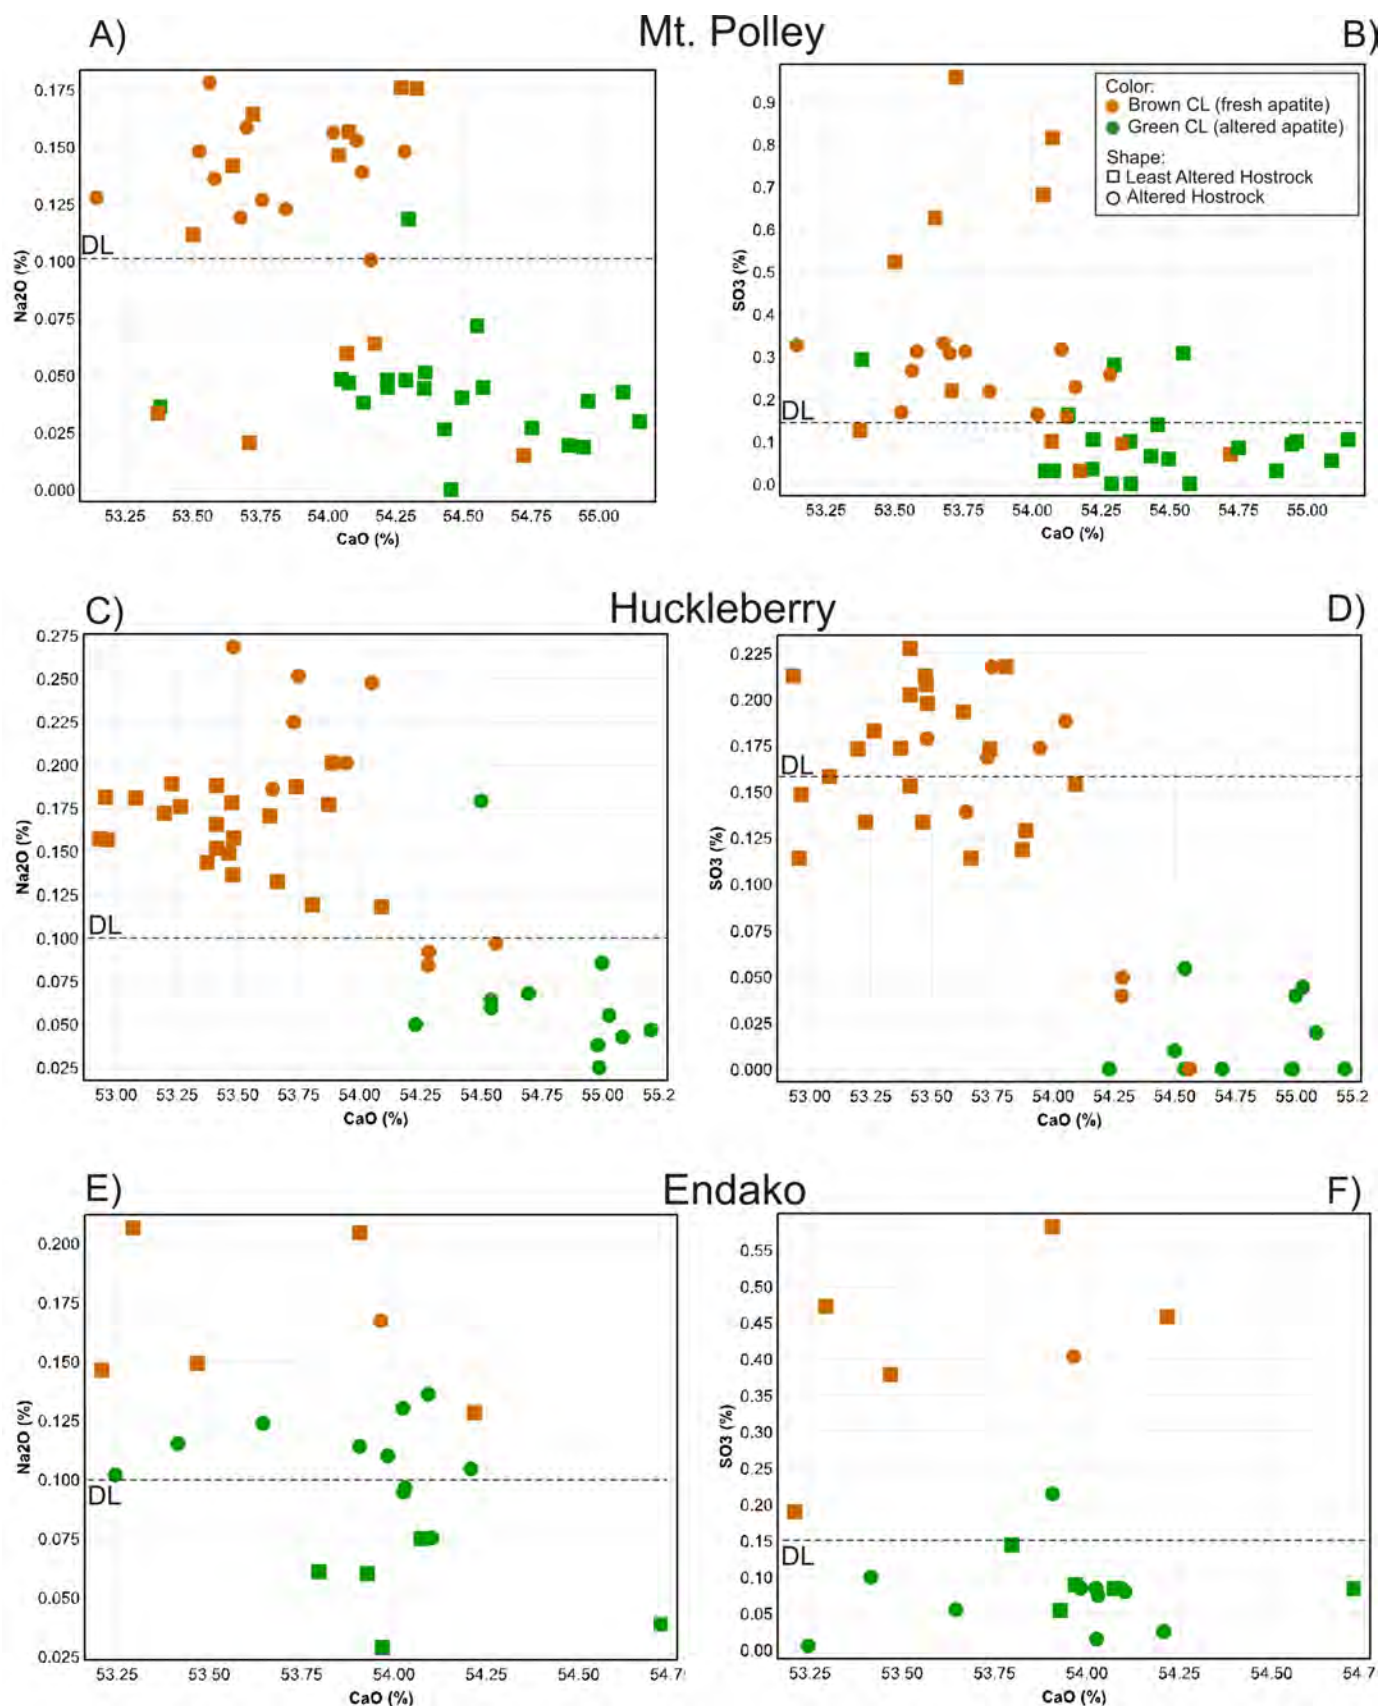 Mt. Polley
A)
B)
0.175
0.150
0.125
0.100
0.075
0.050
0.025
0.000
DL
Na2O (%)
53.25 53.50 53.75 54.00 54.25 54.50 54.75 55.00
CaO (%)
0.9
0.8
0.7
0.6
0.5
0.4
0.3
0.2
0.1
0.0
DL
SO3 (%)
53.25 53.50 53.75 54.00 54.25 54.50 54.75 55.00
CaO (%)
Color:
Brown CL (fresh apatite)
Green CL (altered apatite)
Shape:
Least Altered Hostrock
Altered Hostrock
Huckleberry
C)
D)
0.275
0.250
0.225
0.200
0.175
0.150
0.125
0.100
0.075
0.050
0.025
DL
Na2O (%)
53.00 53.25 53.50 53.75 54.00 54.25 54.50 54.75 55.00 55.2
CaO (%)
0.225
0.200
0.175
0.150
0.125
0.100
0.075
0.050
0.025
0.000
DL
SO3 (%)
53.00 53.25 53.50 53.75 54.00 54.25 54.50 54.75 55.00 55.2
CaO (%)
Endako
E)
F)
0.200
0.175
0.150
0.125
0.100
0.075
0.050
0.025
DL
Na2O (%)
53.25 53.50 53.75 54.00 54.25 54.50 54.7
CaO (%)
0.55
0.50
0.45
0.40
0.35
0.30
0.25
0.20
0.15
0.10
0.05
0.00
DL
SO3 (%)
53.25 53.50 53.75 54.00 54.25 54.50 54.7
CaO (%)